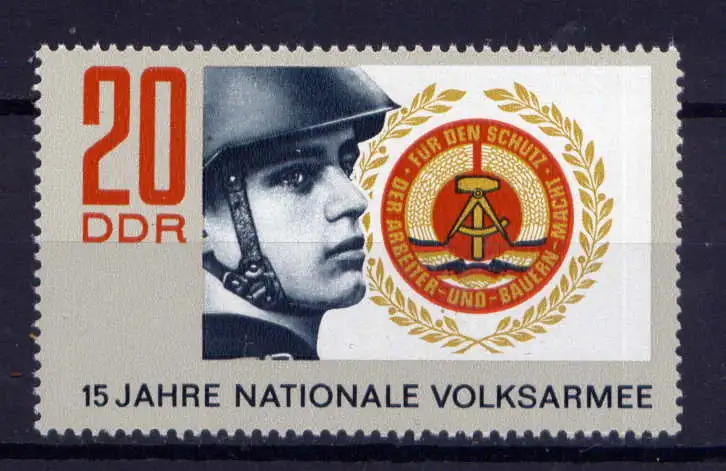 20
DDR
· FÜR DEN SCHUTZ ·
DER ARBEITER-UND-BAUERN-MACHT
15 JAHRE NATIONALE VOLKSARMEE